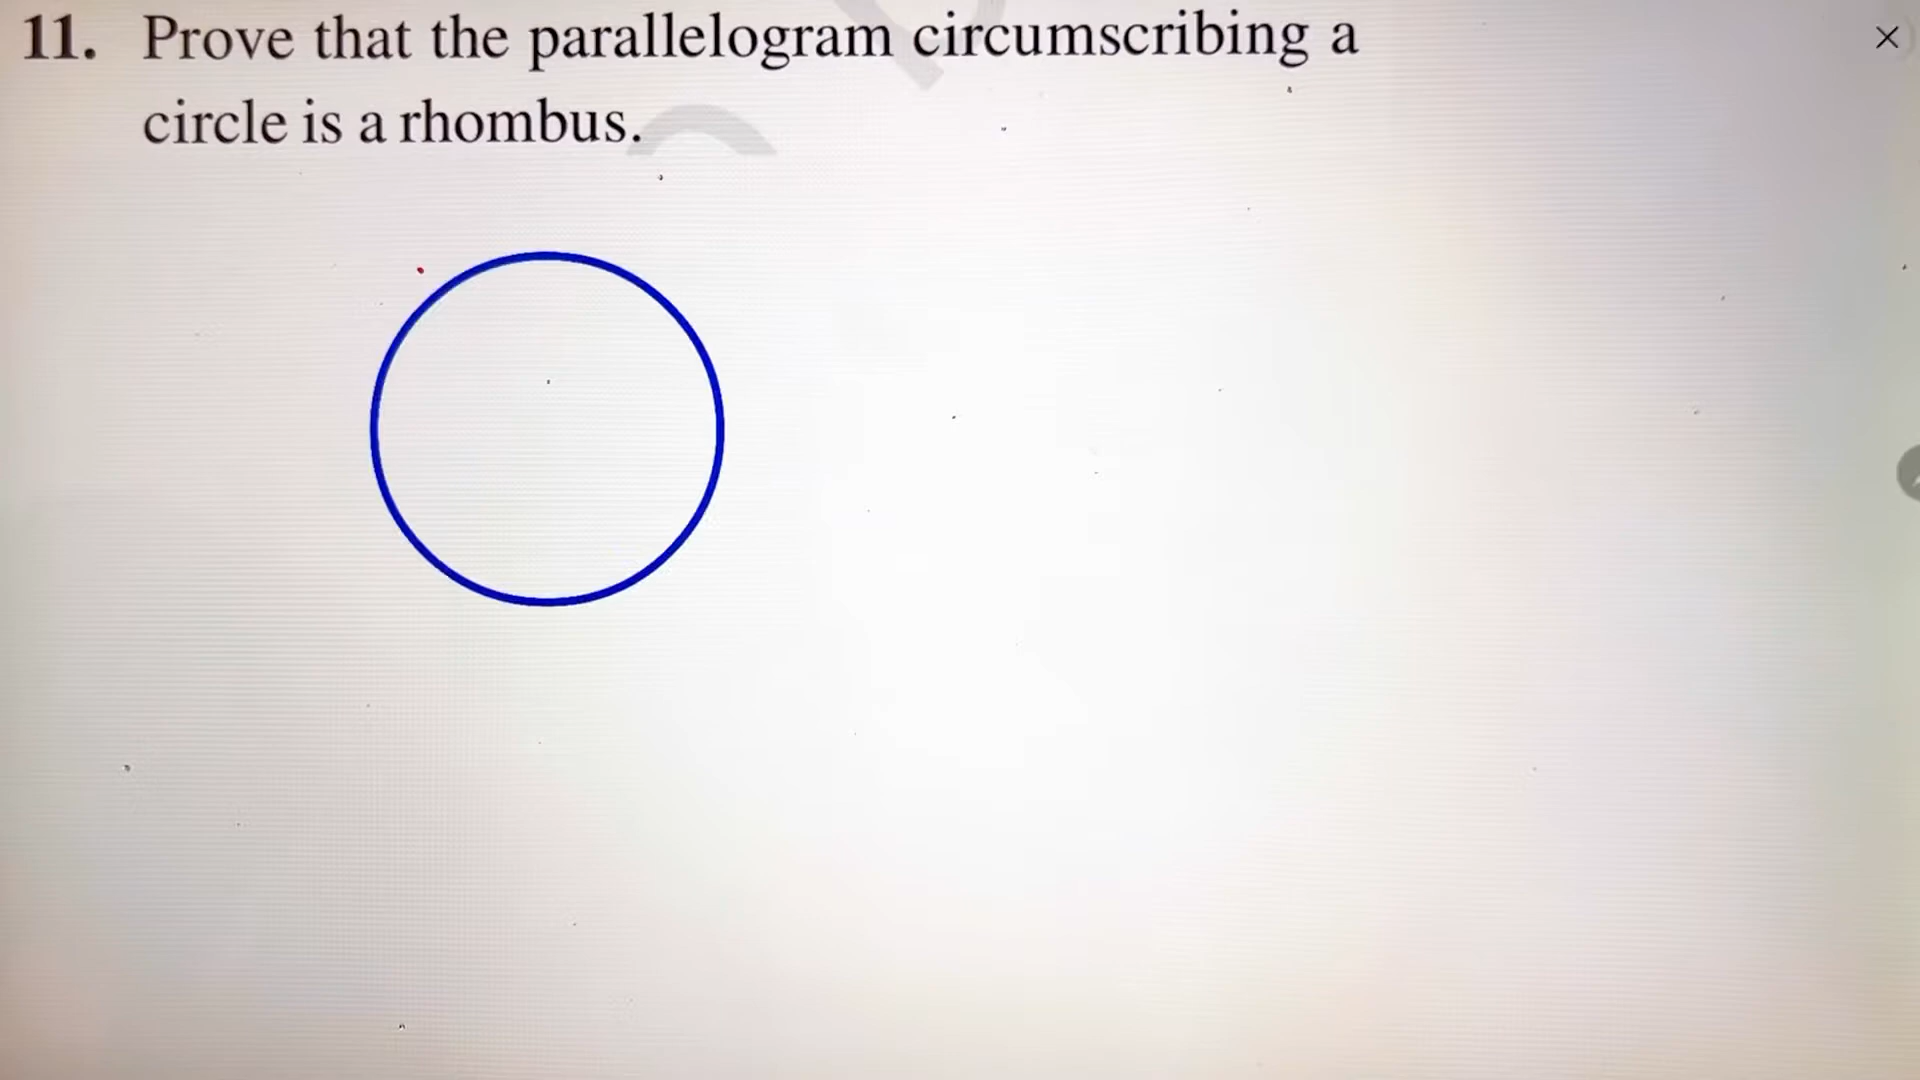 11. Prove that the parallelogram circumscribing a
circle is a rhombus.